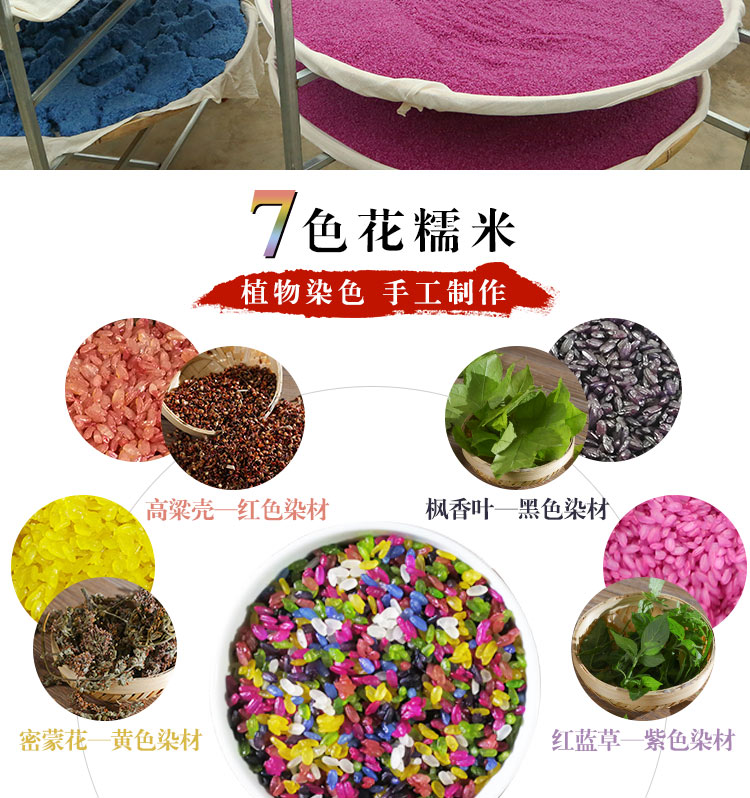 7色花糯米
植物染色 手工制作
高粱壳—红色染材
枫香叶—黑色染材
密蒙花—黄色染材
红蓝草—紫色染材